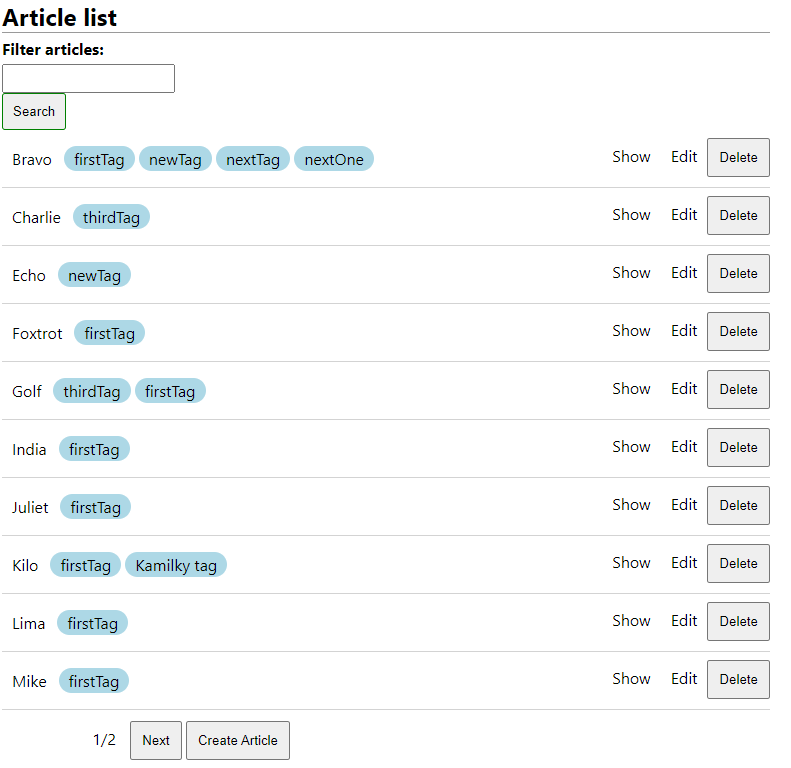 Article list
Filter articles:
Search
Bravo firstTag newTag nextTag nextOne Show Edit Delete
Charlie thirdTag Show Edit Delete
Echo newTag Show Edit Delete
Foxtrot firstTag Show Edit Delete
Golf thirdTag firstTag Show Edit Delete
India firstTag Show Edit Delete
Juliet firstTag Show Edit Delete
Kilo firstTag Kamilky tag Show Edit Delete
Lima firstTag Show Edit Delete
Mike firstTag Show Edit Delete
1/2 Next Create Article